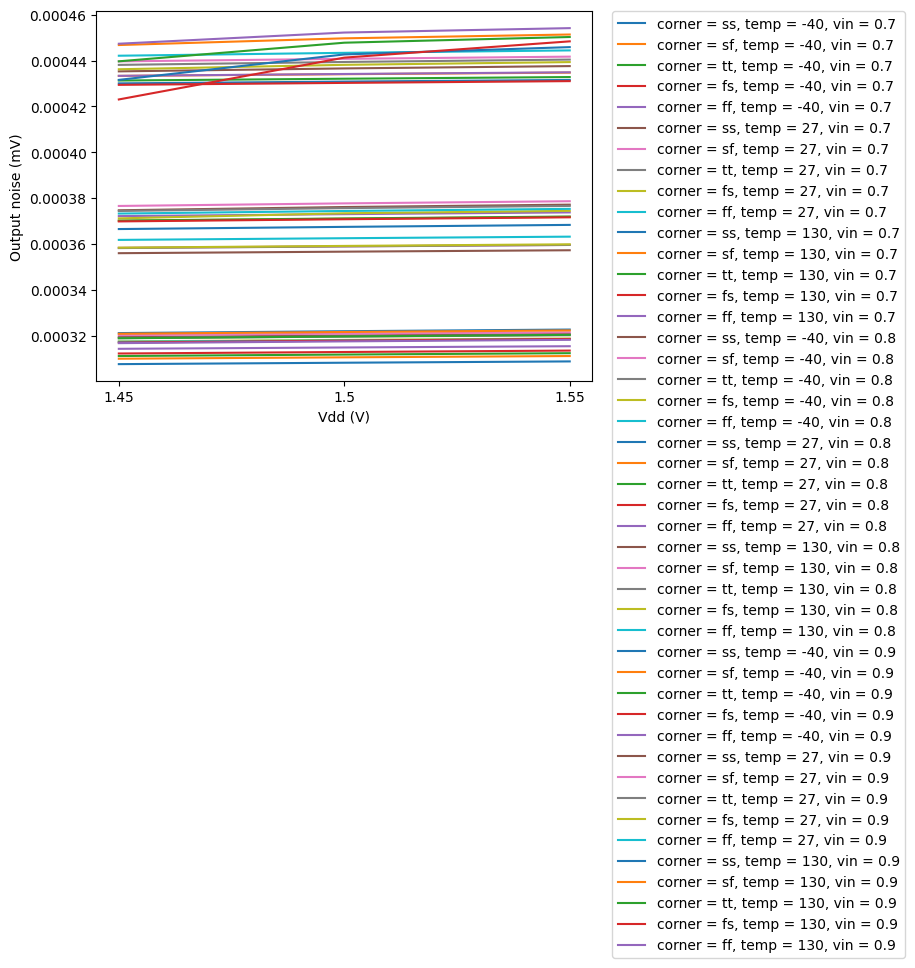 0.00046
0.00044
0.00042
0.00040
0.00038
0.00036
0.00034
0.00032
Output noise (mV)
1.45
1.5
1.55
Vdd (V)
corner = ss, temp = -40, vin = 0.7
corner = sf, temp = -40, vin = 0.7
corner = tt, temp = -40, vin = 0.7
corner = fs, temp = -40, vin = 0.7
corner = ff, temp = -40, vin = 0.7
corner = ss, temp = 27, vin = 0.7
corner = sf, temp = 27, vin = 0.7
corner = tt, temp = 27, vin = 0.7
corner = fs, temp = 27, vin = 0.7
corner = ff, temp = 27, vin = 0.7
corner = ss, temp = 130, vin = 0.7
corner = sf, temp = 130, vin = 0.7
corner = tt, temp = 130, vin = 0.7
corner = fs, temp = 130, vin = 0.7
corner = ff, temp = 130, vin = 0.7
corner = ss, temp = -40, vin = 0.8
corner = sf, temp = -40, vin = 0.8
corner = tt, temp = -40, vin = 0.8
corner = fs, temp = -40, vin = 0.8
corner = ff, temp = -40, vin = 0.8
corner = ss, temp = 27, vin = 0.8
corner = sf, temp = 27, vin = 0.8
corner = tt, temp = 27, vin = 0.8
corner = fs, temp = 27, vin = 0.8
corner = ff, temp = 27, vin = 0.8
corner = ss, temp = 130, vin = 0.8
corner = sf, temp = 130, vin = 0.8
corner = tt, temp = 130, vin = 0.8
corner = fs, temp = 130, vin = 0.8
corner = ff, temp = 130, vin = 0.8
corner = ss, temp = -40, vin = 0.9
corner = sf, temp = -40, vin = 0.9
corner = tt, temp = -40, vin = 0.9
corner = fs, temp = -40, vin = 0.9
corner = ff, temp = -40, vin = 0.9
corner = ss, temp = 27, vin = 0.9
corner = sf, temp = 27, vin = 0.9
corner = tt, temp = 27, vin = 0.9
corner = fs, temp = 27, vin = 0.9
corner = ff, temp = 27, vin = 0.9
corner = ss, temp = 130, vin = 0.9
corner = sf, temp = 130, vin = 0.9
corner = tt, temp = 130, vin = 0.9
corner = fs, temp = 130, vin = 0.9
corner = ff, temp = 130, vin = 0.9